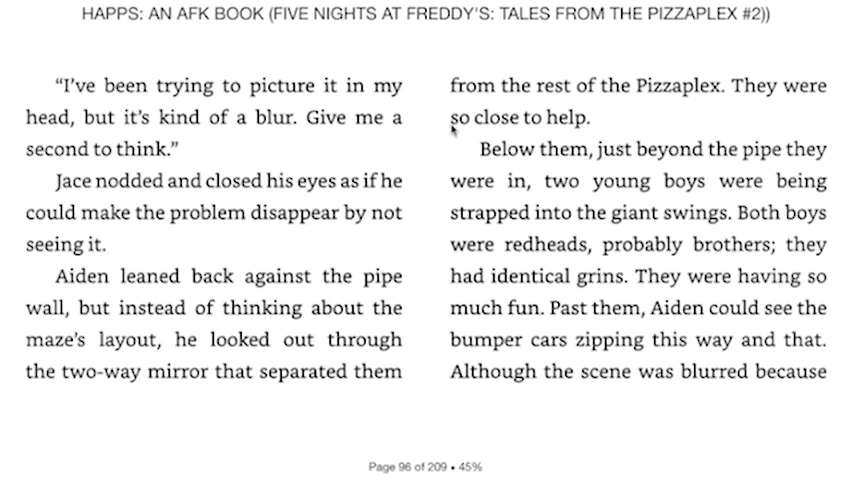 HAPPS: AN AFK BOOK (FIVE NIGHTS AT FREDDY'S: TALES FROM THE PIZZAPLEX #2))
“I’ve been trying to picture it in my
head, but it’s kind of a blur. Give me a
second to think.”
Jace nodded and closed his eyes as if he
could make the problem disappear by not
seeing it.
Aiden leaned back against the pipe
wall, but instead of thinking about the
maze’s layout, he looked out through
the two-way mirror that separated them
from the rest of the Pizzaplex. They were
so close to help.
Below them, just beyond the pipe they
were in, two young boys were being
strapped into the giant swings. Both boys
were redheads, probably brothers; they
had identical grins. They were having so
much fun. Past them, Aiden could see the
bumper cars zipping this way and that.
Although the scene was blurred because
Page 96 of 209 • 45%